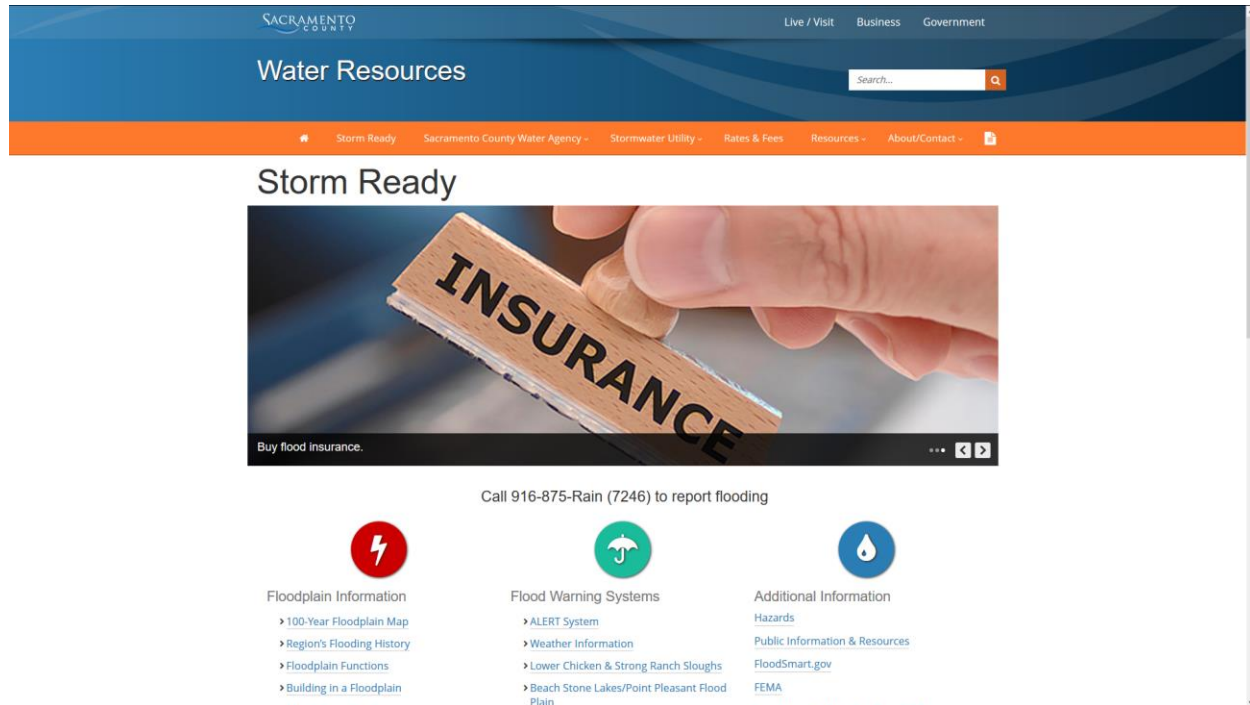 SACRAMENTO
COUNTY
Live / Visit Business Government
Water Resources
Search...
Storm Ready Sacramento County Water Agency Stormwater Utility Rates & Fees Resources About/Contact
Storm Ready
INSURANCE
Buy flood insurance.
Call 916-875-Rain (7246) to report flooding
Floodplain Information
100-Year Floodplain Map
Region's Flooding History
Floodplain Functions
Building in a Floodplain
Flood Warning Systems
ALERT System
Weather Information
Lower Chicken & Strong Ranch Sloughs
Beach Stone Lakes/Point Pleasant Flood
Plain
Additional Information
Hazards
Public Information & Resources
FloodSmart.gov
FEMA